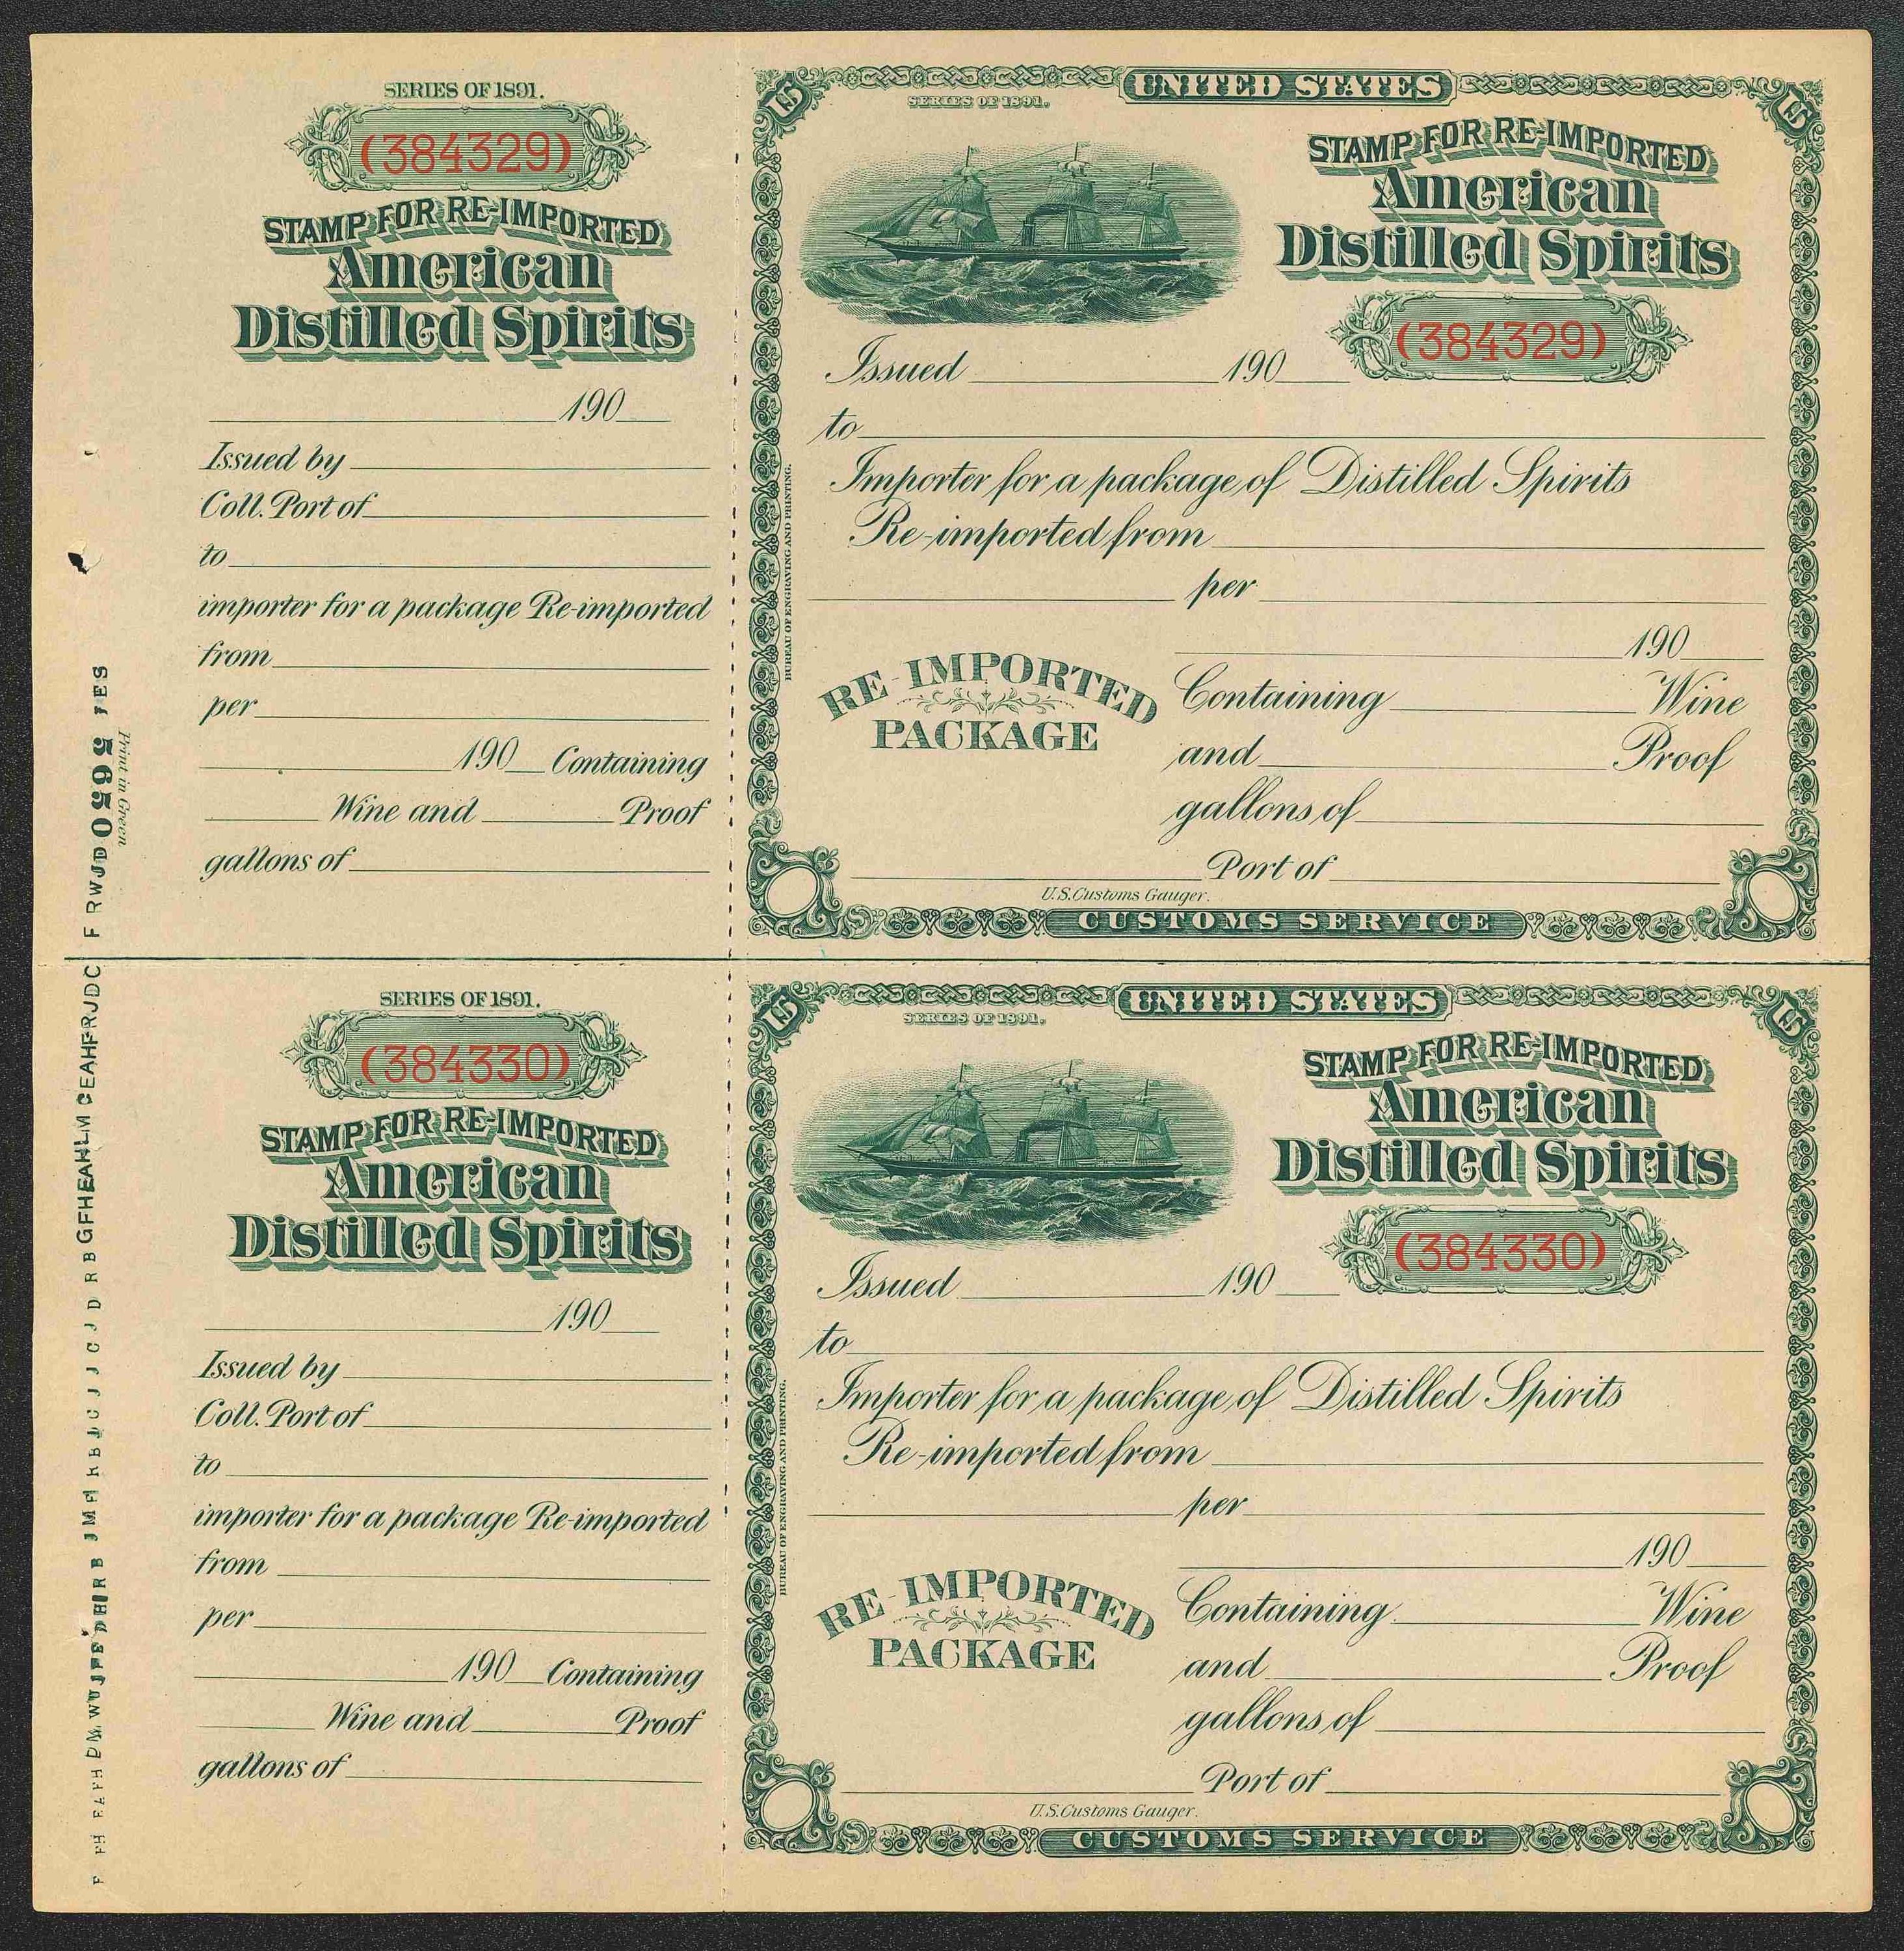 SERIES OF 1891.
(384329)
STAMP FOR RE-IMPORTED
American
Distilled Spirits
190
Issued by
Coll. Port of
to
importer for a package Re-imported
from
per
190 Containing
Wine and Proof
gallons of
Print in Green
UNITED STATES
SERIES OF 1891.
US
US
STAMP FOR RE-IMPORTED
American
Distilled Spirits
(384329)
Issued 190
to
Importer for a package of Distilled Spirits
Re-imported from
per
190
RE-IMPORTED
PACKAGE
Containing Wine
and Proof
gallons of
Port of
U.S. Customs Gauger.
CUSTOMS SERVICE
BUREAU OF ENGRAVING AND PRINTING.
SERIES OF 1891.
(384330)
STAMP FOR RE-IMPORTED
American
Distilled Spirits
190
Issued by
Coll. Port of
to
importer for a package Re-imported
from
per
190 Containing
Wine and Proof
gallons of
UNITED STATES
SERIES OF 1891.
US
US
STAMP FOR RE-IMPORTED
American
Distilled Spirits
(384330)
Issued 190
to
Importer for a package of Distilled Spirits
Re-imported from
per
190
RE-IMPORTED
PACKAGE
Containing Wine
and Proof
gallons of
Port of
U.S. Customs Gauger.
CUSTOMS SERVICE
BUREAU OF ENGRAVING AND PRINTING.